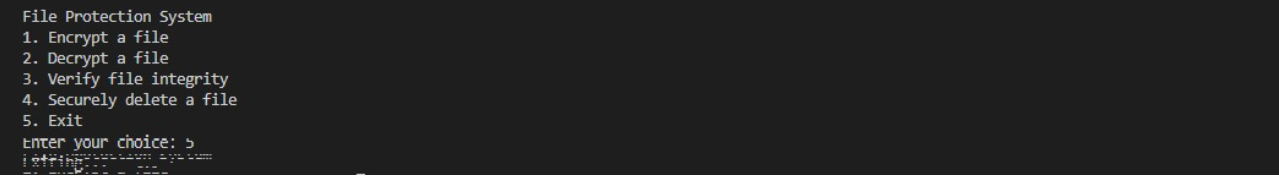 File Protection System
1. Encrypt a file
2. Decrypt a file
3. Verify file integrity
4. Securely delete a file
5. Exit
Enter your choice: 5